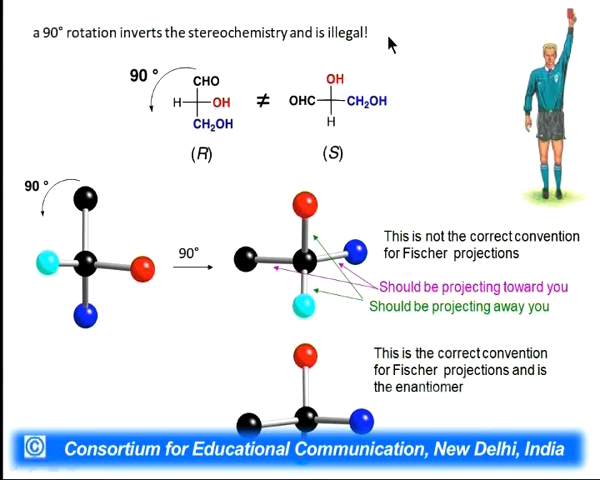 a 90° rotation inverts the stereochemistry and is illegal!
90 °
CHO
H
OH
CH₂OH
(R)
≠
OH
OHC
CH₂OH
H
(S)
90 °
90°
This is not the correct convention
for Fischer projections
Should be projecting toward you
Should be projecting away you
This is the correct convention
for Fischer projections and is
the enantiomer
© Consortium for Educational Communication, New Delhi, India